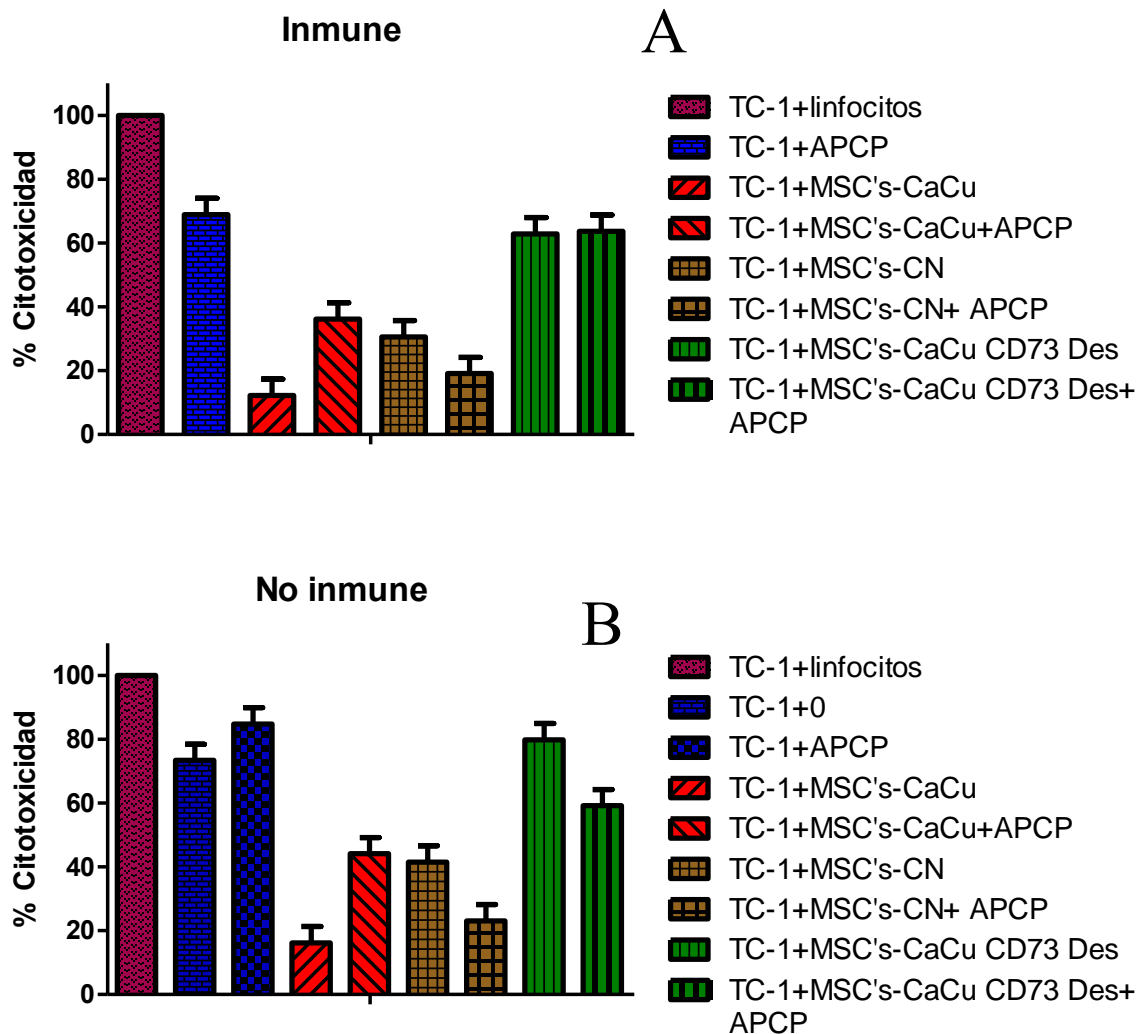 Inmune
A
% Citotoxicidad
100
80
60
40
20
0
TC-1+linfocitos
TC-1+APCP
TC-1+MSC's-CaCu
TC-1+MSC's-CaCu+APCP
TC-1+MSC's-CN
TC-1+MSC's-CN+ APCP
TC-1+MSC's-CaCu CD73 Des
TC-1+MSC's-CaCu CD73 Des+
APCP
No inmune
B
% Citotoxicidad
100
80
60
40
20
0
TC-1+linfocitos
TC-1+0
TC-1+APCP
TC-1+MSC's-CaCu
TC-1+MSC's-CaCu+APCP
TC-1+MSC's-CN
TC-1+MSC's-CN+ APCP
TC-1+MSC's-CaCu CD73 Des
TC-1+MSC's-CaCu CD73 Des+
APCP